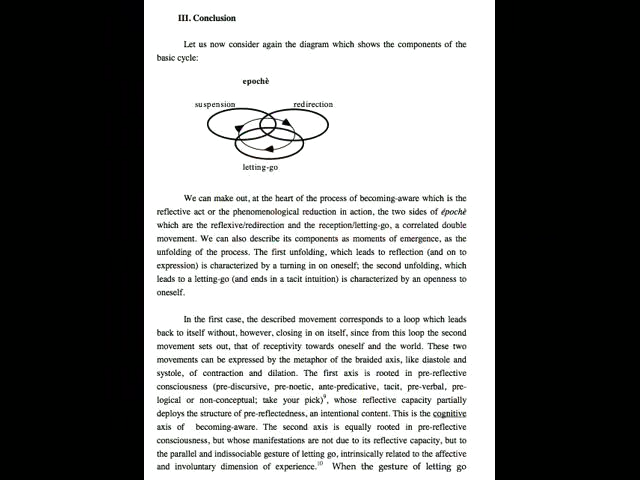 III. Conclusion
Let us now consider again the diagram which shows the components of the
basic cycle:
epochè
suspension
redirection
letting-go
We can make out, at the heart of the process of becoming-aware which is the
reflective act or the phenomenological reduction in action, the two sides of épochè
which are the reflexive/redirection and the reception/letting-go, a correlated double
movement. We can also describe its components as moments of emergence, as the
unfolding of the process. The first unfolding, which leads to reflection (and on to
expression) is characterized by a turning in on oneself; the second unfolding, which
leads to a letting-go (and ends in a tacit intuition) is characterized by an openness to
oneself.
In the first case, the described movement corresponds to a loop which leads
back to itself without, however, closing in on itself, since from this loop the second
movement sets out, that of receptivity towards oneself and the world. These two
movements can be expressed by the metaphor of the braided axis, like diastole and
systole, of contraction and dilation. The first axis is rooted in pre-reflective
consciousness (pre-discursive, pre-noetic, ante-predicative, tacit, pre-verbal, pre-
logical or non-conceptual; take your pick)⁹, whose reflective capacity partially
deploys the structure of pre-reflectedness, an intentional content. This is the cognitive
axis of becoming-aware. The second axis is equally rooted in pre-reflective
consciousness, but whose manifestations are not due to its reflective capacity, but to
the parallel and indissociable gesture of letting go, intrinsically related to the affective
and involuntary dimension of experience.¹⁰ When the gesture of letting go